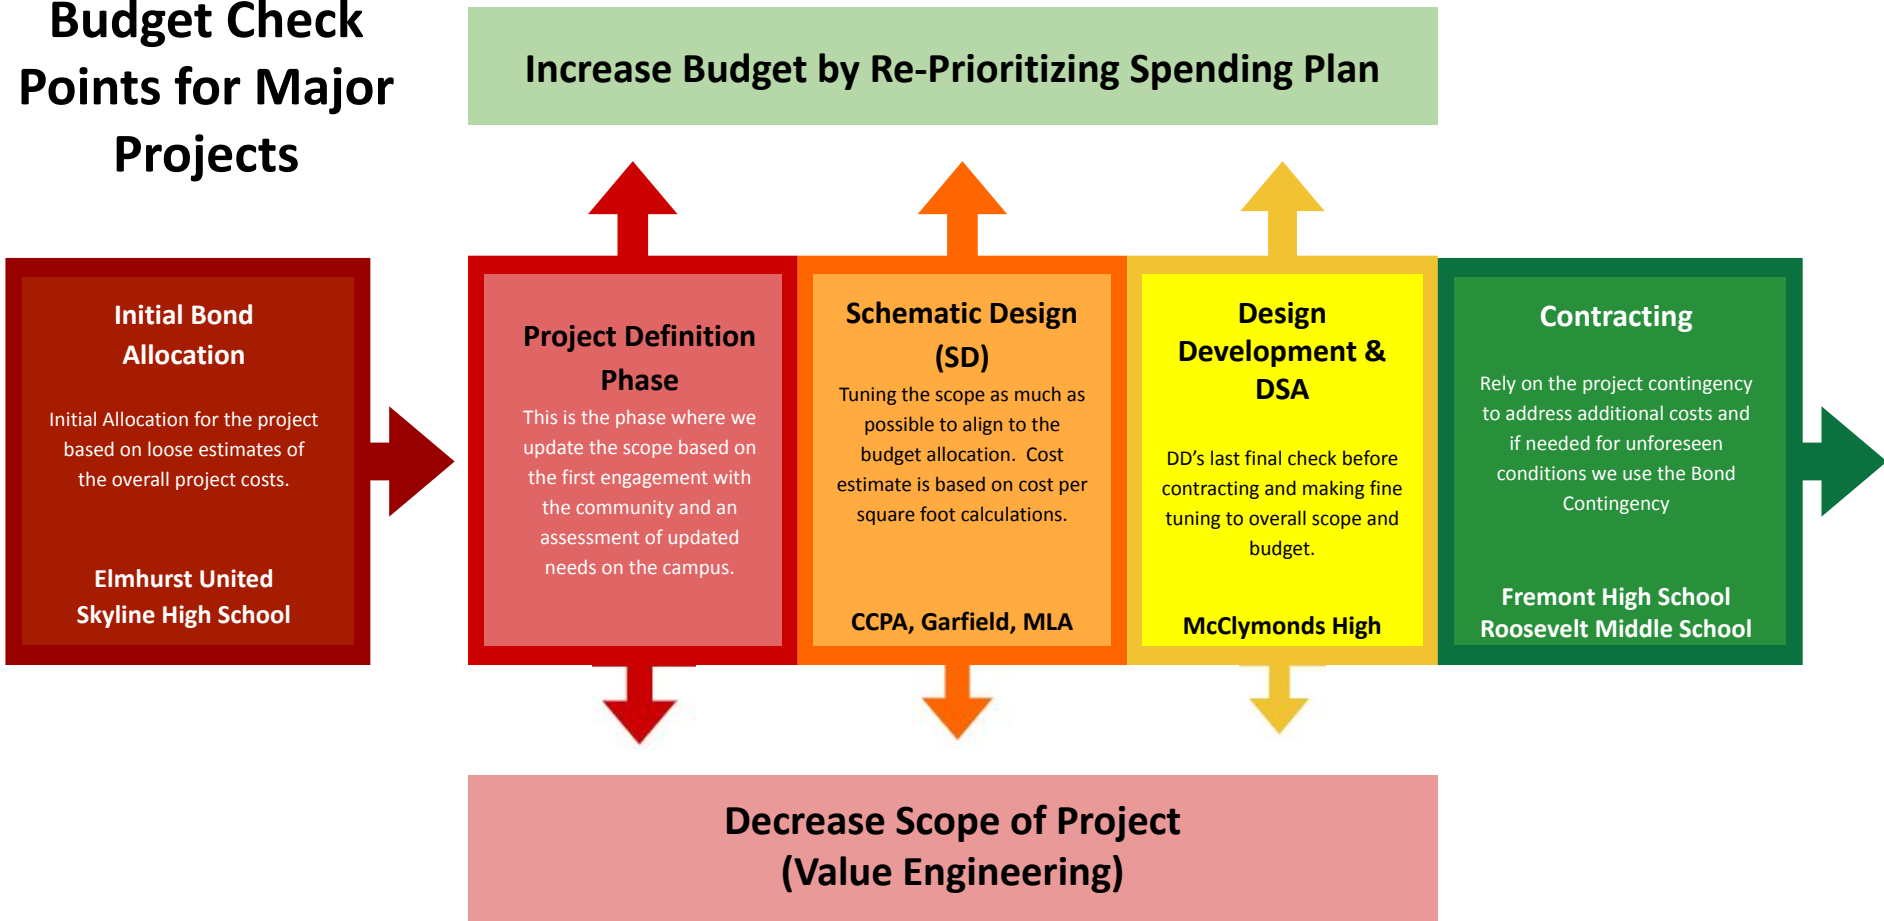 Budget Check
Points for Major
Projects
Increase Budget by Re-Prioritizing Spending Plan
Initial Bond
Allocation
Initial Allocation for the project
based on loose estimates of
the overall project costs.
Elmhurst United
Skyline High School
Project Definition
Phase
This is the phase where we
update the scope based on
the first engagement with
the community and an
assessment of updated
needs on the campus.
Schematic Design
(SD)
Tuning the scope as much as
possible to align to the
budget allocation.  Cost
estimate is based on cost per
square foot calculations.
CCPA, Garfield, MLA
Design
Development &
DSA
DD's last final check before
contracting and making fine
tuning to overall scope and
budget.
McClymonds High
Contracting
Rely on the project contingency
to address additional costs and
if needed for unforeseen
conditions we use the Bond
Contingency
Fremont High School
Roosevelt Middle School
Decrease Scope of Project
(Value Engineering)